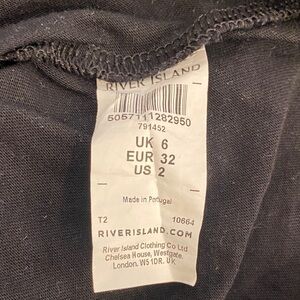 RIVER ISLAND
5057111282950
791452
UK 6
EUR 32
US 2
Made in Portugal
T2 10664
RIVERISLAND.COM
River Island Clothing Co Ltd
Chelsea House, Westgate,
London. W5 1DR. UK